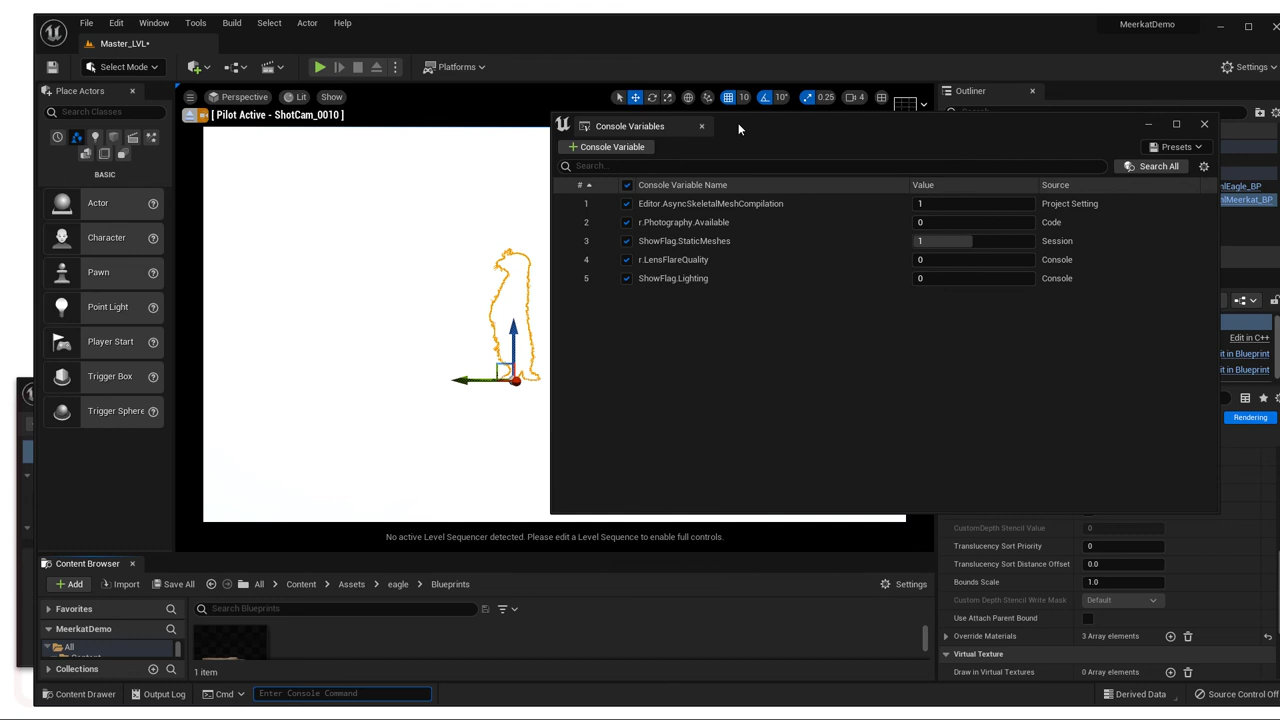 File Edit Window Tools Build Select Actor Help
MeerkatDemo
Master_LVL•
Select Mode
Platforms
Settings
Place Actors
Perspective Lit Show
10 10° 0.25 4
Outliner
Search Classes
[ Pilot Active - ShotCam_0010 ]
Console Variables
Console Variable
Presets
Search...
Search All
BASIC
# Console Variable Name Value Source
1 Editor.AsyncSkeletalMeshCompilation 1 Project Setting
2 r.Photography.Available 0 Code
3 ShowFlag.StaticMeshes 1 Session
4 r.LensFlareQuality 0 Console
5 ShowFlag.Lighting 0 Console
Actor
Character
Pawn
Point Light
Player Start
Trigger Box
Trigger Sphere
nlEagle_BP
nlMeerkat_BP
Edit in C++
it in Blueprint
it in Blueprint
Rendering
CustomDepth Stencil Value 0
Translucency Sort Priority 0
Translucency Sort Distance Offset 0.0
Bounds Scale 1.0
Custom Depth Stencil Write Mask Default
Use Attach Parent Bound
Override Materials 3 Array elements
Virtual Texture
Draw in Virtual Textures 0 Array elements
No active Level Sequencer detected. Please edit a Level Sequence to enable full controls.
Content Browser
Add Import Save All All Content Assets eagle Blueprints
Settings
Favorites
Search Blueprints
MeerkatDemo
All
Collections
1 item
Content Drawer Output Log Cmd Enter Console Command
Derived Data Source Control Off